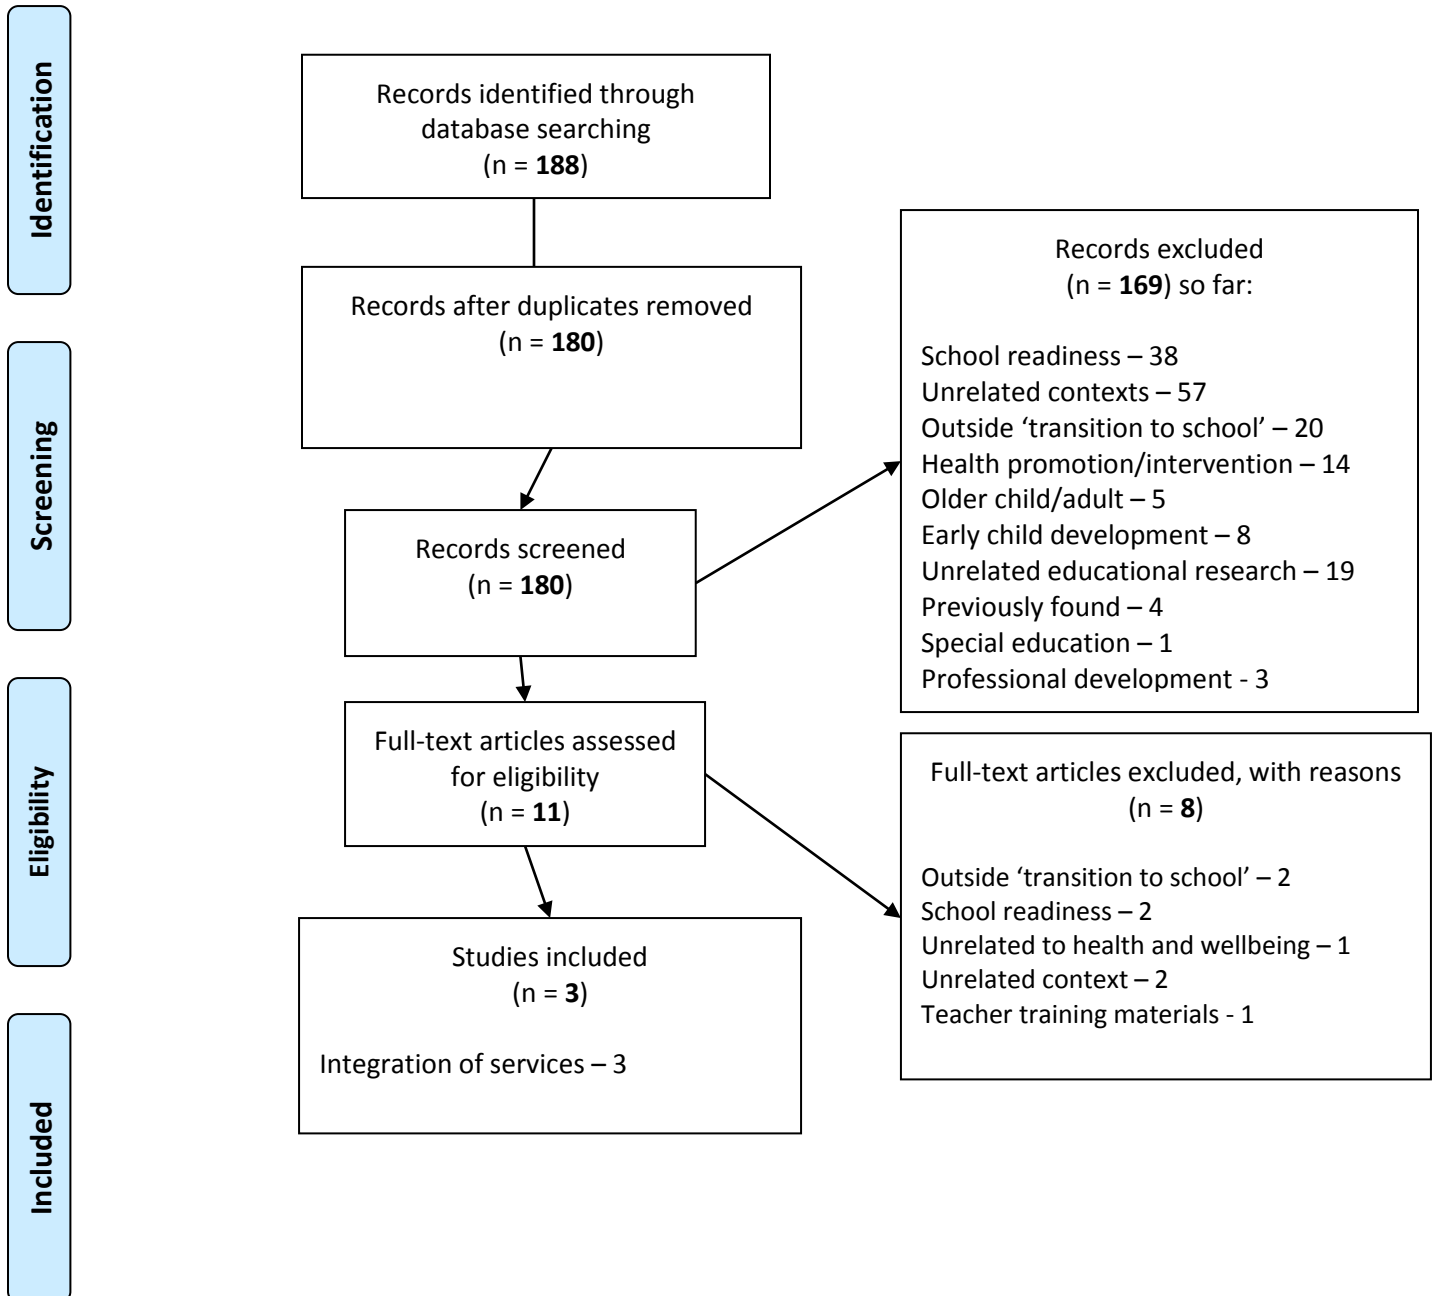 Identification
Records identified through
database searching
(n = 188)
Records after duplicates removed
(n = 180)
Records excluded
(n = 169) so far:
School readiness – 38
Unrelated contexts – 57
Outside ‘transition to school’ – 20
Health promotion/intervention – 14
Older child/adult – 5
Early child development – 8
Unrelated educational research – 19
Previously found – 4
Special education – 1
Professional development - 3
Screening
Records screened
(n = 180)
Eligibility
Full-text articles assessed
for eligibility
(n = 11)
Full-text articles excluded, with reasons
(n = 8)
Outside ‘transition to school’ – 2
School readiness – 2
Unrelated to health and wellbeing – 1
Unrelated context – 2
Teacher training materials - 1
Included
Studies included
(n = 3)
Integration of services – 3